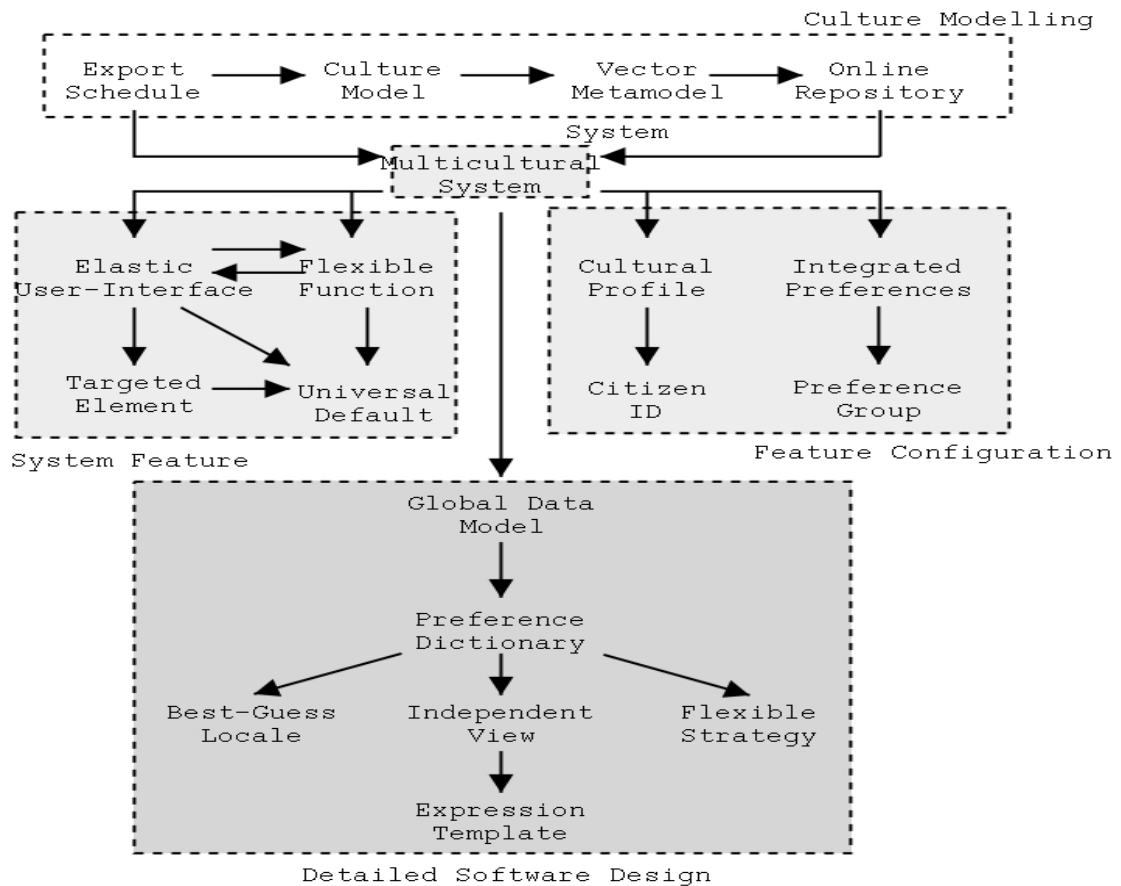 Culture Modelling
Export
Schedule
Culture
Model
Vector
Metamodel
Online
Repository
System
Multicultural
System
Elastic
User-Interface
Flexible
Function
Cultural
Profile
Integrated
Preferences
Targeted
Element
Universal
Default
Citizen
ID
Preference
Group
System Feature
Feature Configuration
Global Data
Model
Preference
Dictionary
Best-Guess
Locale
Independent
View
Flexible
Strategy
Expression
Template
Detailed Software Design